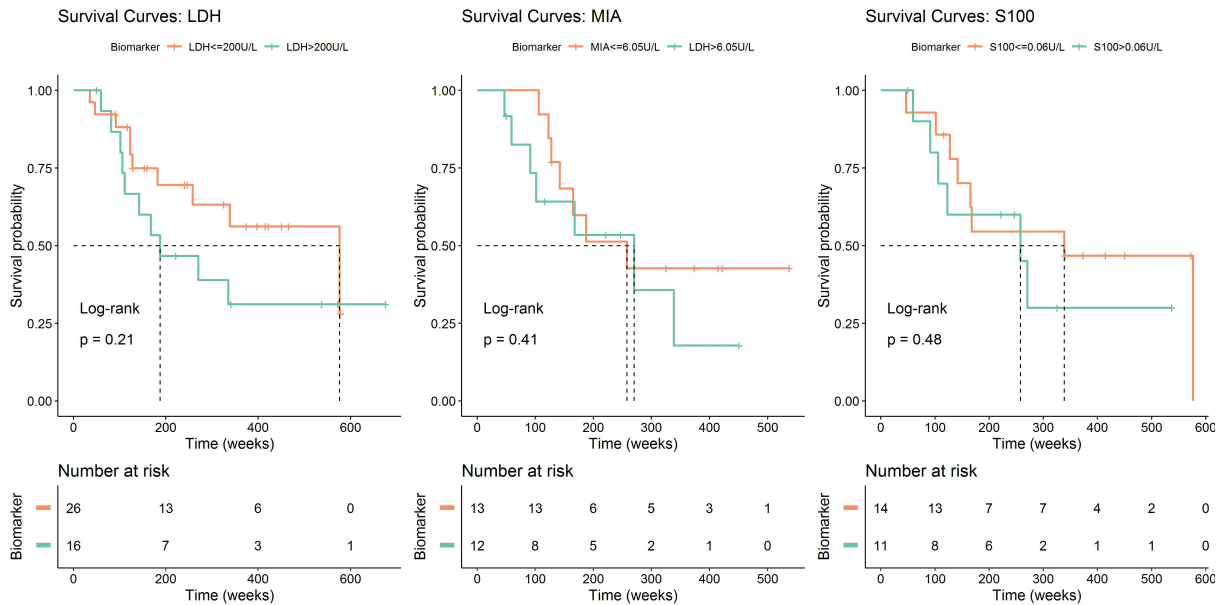 Survival Curves: LDH
Biomarker LDH<=200U/L LDH>200U/L
1.00
0.75
0.50
0.25
0.00
Survival probability
Log-rank
p = 0.21
0 200 400 600
Time (weeks)
Number at risk
Biomarker
26 13 6 0
16 7 3 1
0 200 400 600
Time (weeks)
Survival Curves: MIA
Biomarker MIA<=6.05U/L LDH>6.05U/L
1.00
0.75
0.50
0.25
0.00
Survival probability
Log-rank
p = 0.41
0 100 200 300 400 500
Time (weeks)
Number at risk
Biomarker
13 13 6 5 3 1
12 8 5 2 1 0
0 100 200 300 400 500
Time (weeks)
Survival Curves: S100
Biomarker S100<=0.06U/L S100>0.06U/L
1.00
0.75
0.50
0.25
0.00
Survival probability
Log-rank
p = 0.48
0 100 200 300 400 500 600
Time (weeks)
Number at risk
Biomarker
14 13 7 7 4 2 0
11 8 6 2 1 1 0
0 100 200 300 400 500 600
Time (weeks)